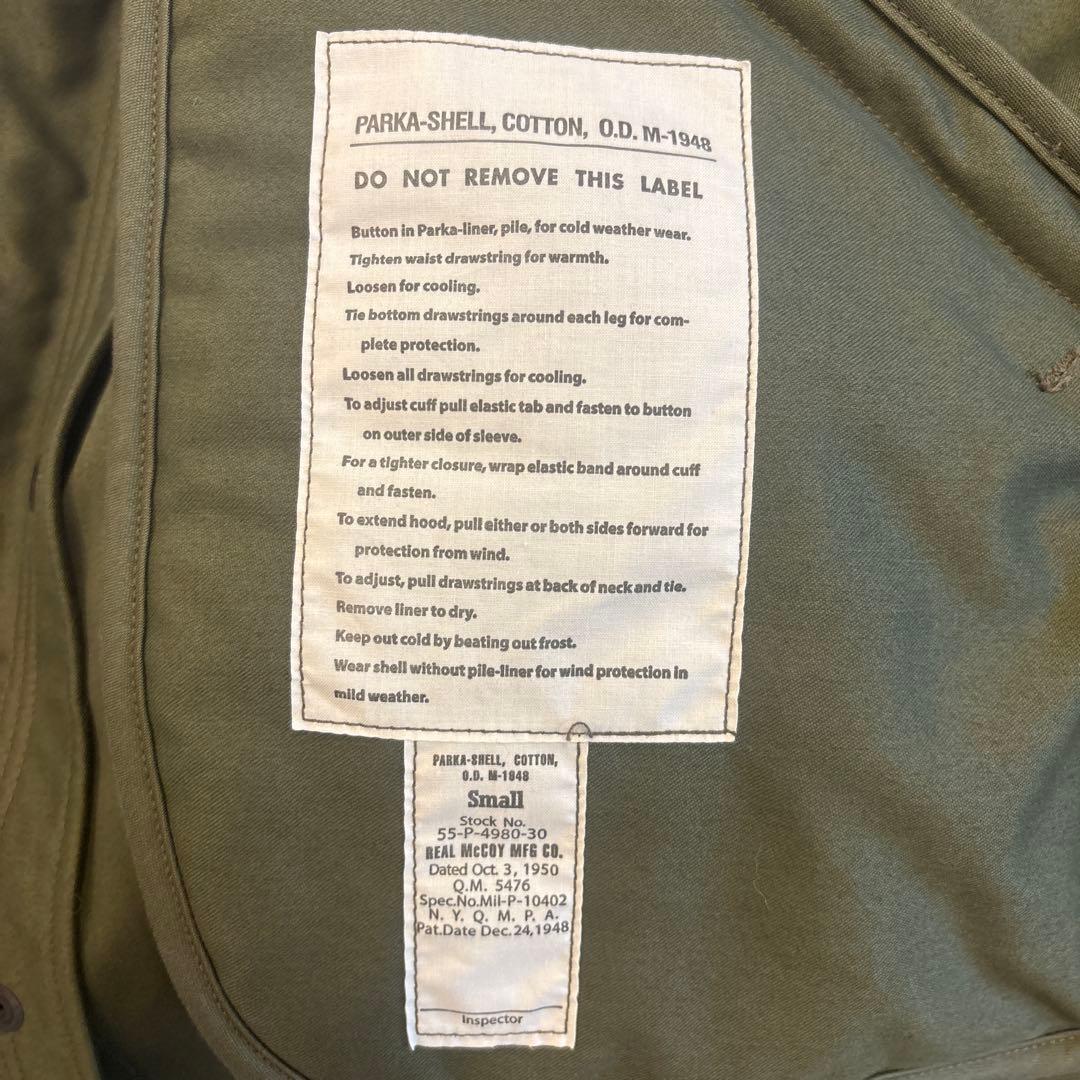 PARKA-SHELL, COTTON, O.D. M-1948
DO NOT REMOVE THIS LABEL
Button in Parka-liner, pile, for cold weather wear.
Tighten waist drawstring for warmth.
Loosen for cooling.
Tie bottom drawstrings around each leg for com-
plete protection.
Loosen all drawstrings for cooling.
To adjust cuff pull elastic tab and fasten to button
on outer side of sleeve.
For a tighter closure, wrap elastic band around cuff
and fasten.
To extend hood, pull either or both sides forward for
protection from wind.
To adjust, pull drawstrings at back of neck and tie.
Remove liner to dry.
Keep out cold by beating out frost.
Wear shell without pile-liner for wind protection in
mild weather.
PARKA-SHELL, COTTON,
O.D. M-1948
Small
Stock No.
55-P-4980-30
REAL McCOY MFG CO.
Dated Oct. 3, 1950
Q.M. 5476
Spec.No.Mil-P-10402
N. Y. Q. M. P. A.
Pat.Date Dec.24,1948
Inspector